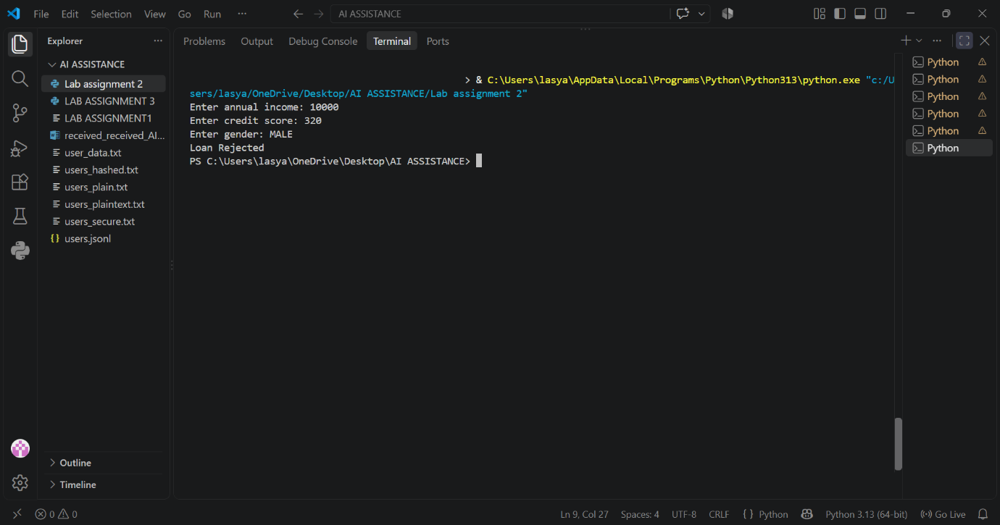 File Edit Selection View Go Run ··· AI ASSISTANCE
Explorer ···
AI ASSISTANCE
Lab assignment 2
LAB ASSIGNMENT 3
LAB ASSIGNMENT1
received_received_AI...
user_data.txt
users_hashed.txt
users_plain.txt
users_plaintext.txt
users_secure.txt
users.jsonl
Outline
Timeline
Problems Output Debug Console Terminal Ports
> & C:\Users\lasya\AppData\Local\Programs\Python\Python313\python.exe "c:/U
sers/lasya/OneDrive/Desktop/AI ASSISTANCE/Lab assignment 2"
Enter annual income: 10000
Enter credit score: 320
Enter gender: MALE
Loan Rejected
PS C:\Users\lasya\OneDrive\Desktop\AI ASSISTANCE>
Python
Python
Python
Python
Python
Python
0 0 Ln 9, Col 27 Spaces: 4 UTF-8 CRLF {} Python Python 3.13 (64-bit) Go Live